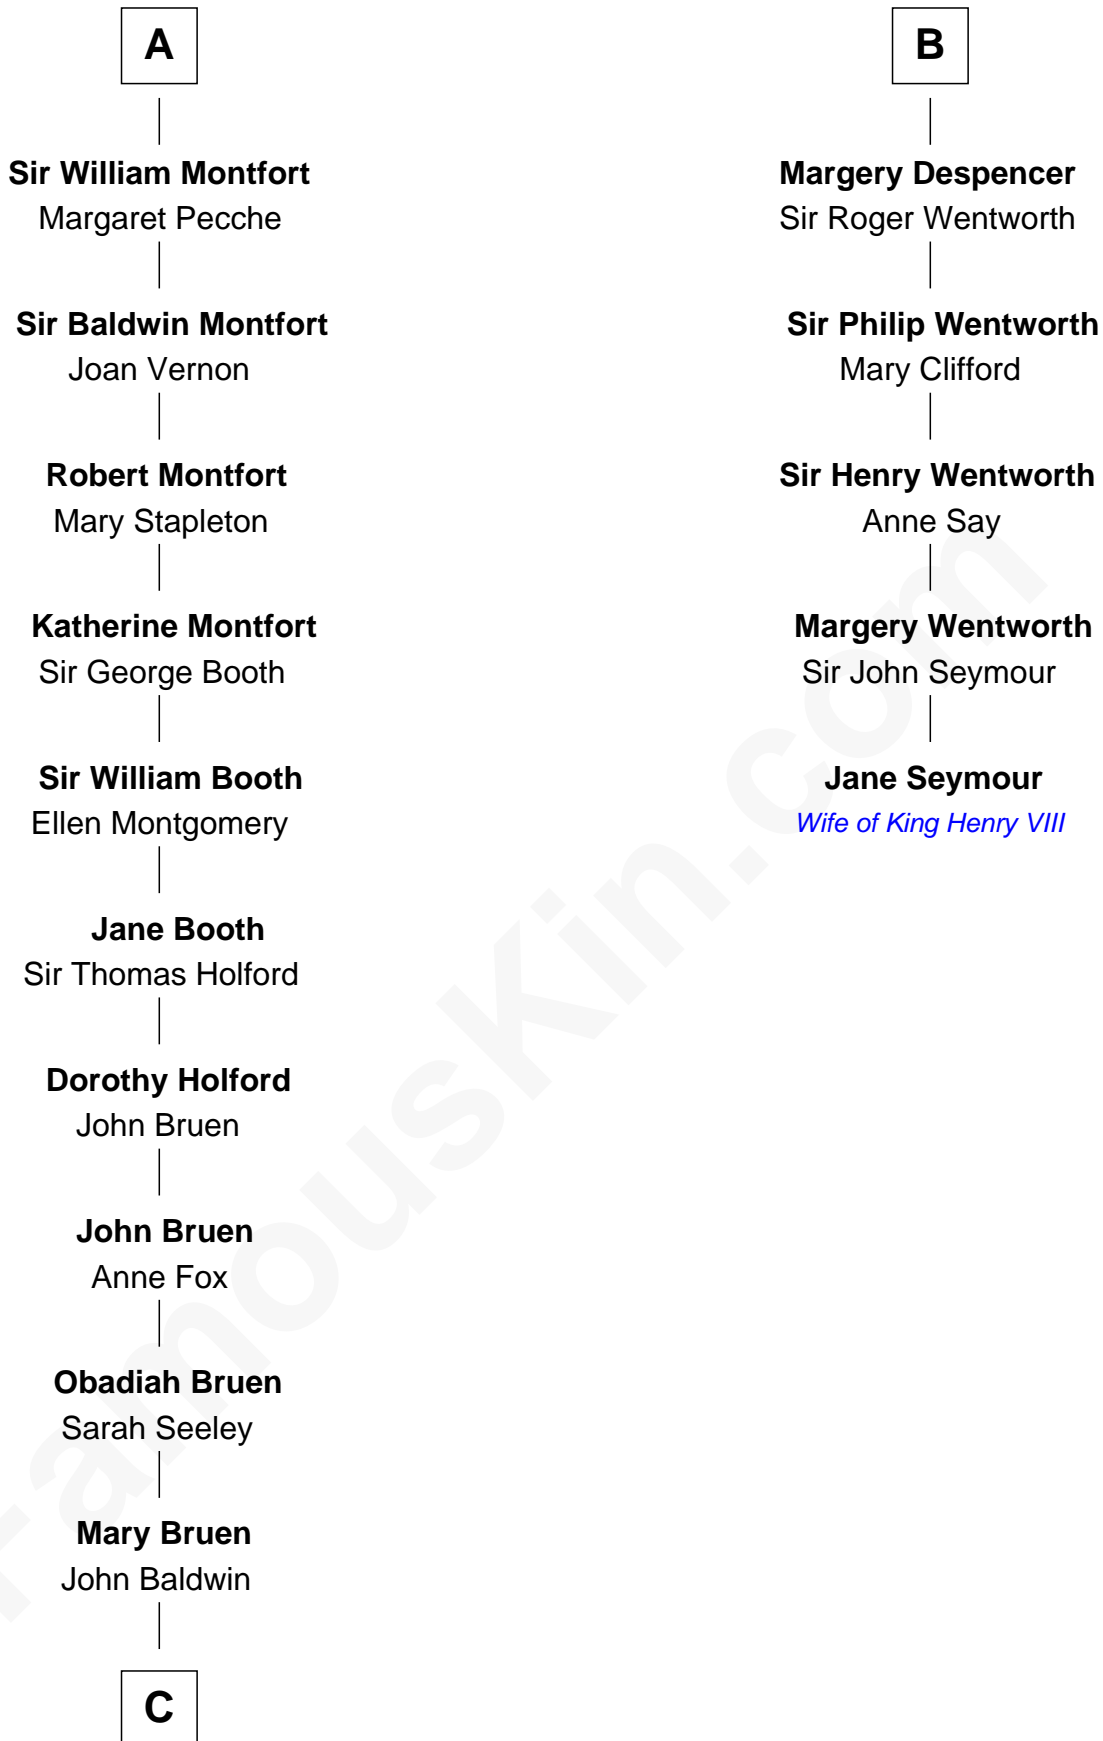 A
Sir William Montfort
Margaret Pecche
Sir Baldwin Montfort
Joan Vernon
Robert Montfort
Mary Stapleton
Katherine Montfort
Sir George Booth
Sir William Booth
Ellen Montgomery
Jane Booth
Sir Thomas Holford
Dorothy Holford
John Bruen
John Bruen
Anne Fox
Obadiah Bruen
Sarah Seeley
Mary Bruen
John Baldwin
C
B
Margery Despencer
Sir Roger Wentworth
Sir Philip Wentworth
Mary Clifford
Sir Henry Wentworth
Anne Say
Margery Wentworth
Sir John Seymour
Jane Seymour
Wife of King Henry VIII
FamousKin.com